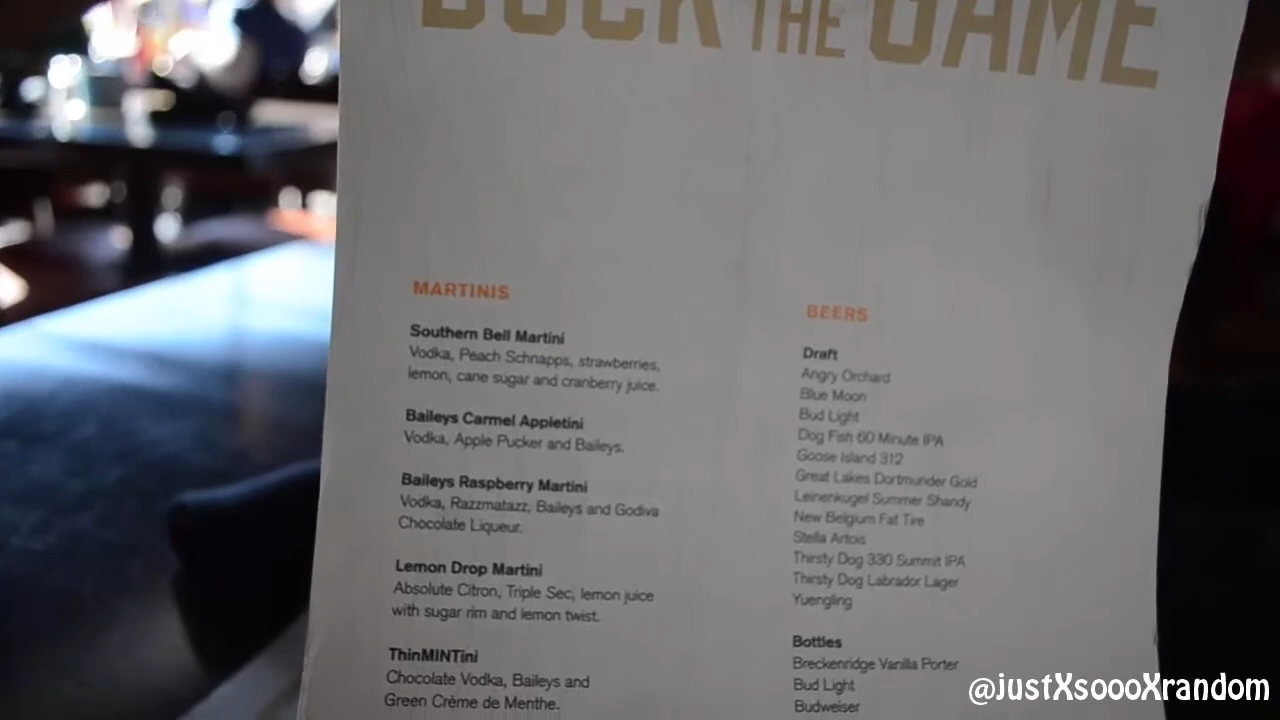 THE GAME
MARTINIS
Southern Bell Martini
Vodka, Peach Schnapps, strawberries,
lemon, cane sugar and cranberry juice.
Baileys Carmel Appletini
Vodka, Apple Pucker and Baileys.
Baileys Raspberry Martini
Vodka, Razzmatazz, Baileys and Godiva
Chocolate Liqueur.
Lemon Drop Martini
Absolute Citron, Triple Sec, lemon juice
with sugar rim and lemon twist.
ThinMINTini
Chocolate Vodka, Baileys and
Green Crème de Menthe.
BEERS
Draft
Angry Orchard
Blue Moon
Bud Light
Dog Fish 60 Minute IPA
Goose Island 312
Great Lakes Dortmunder Gold
Leinenkugel Summer Shandy
New Belgium Fat Tire
Stella Artois
Thirsty Dog 330 Summit IPA
Thirsty Dog Labrador Lager
Yuengling
Bottles
Breckenridge Vanilla Porter
Bud Light
Budweiser
@justXsoooXrandom